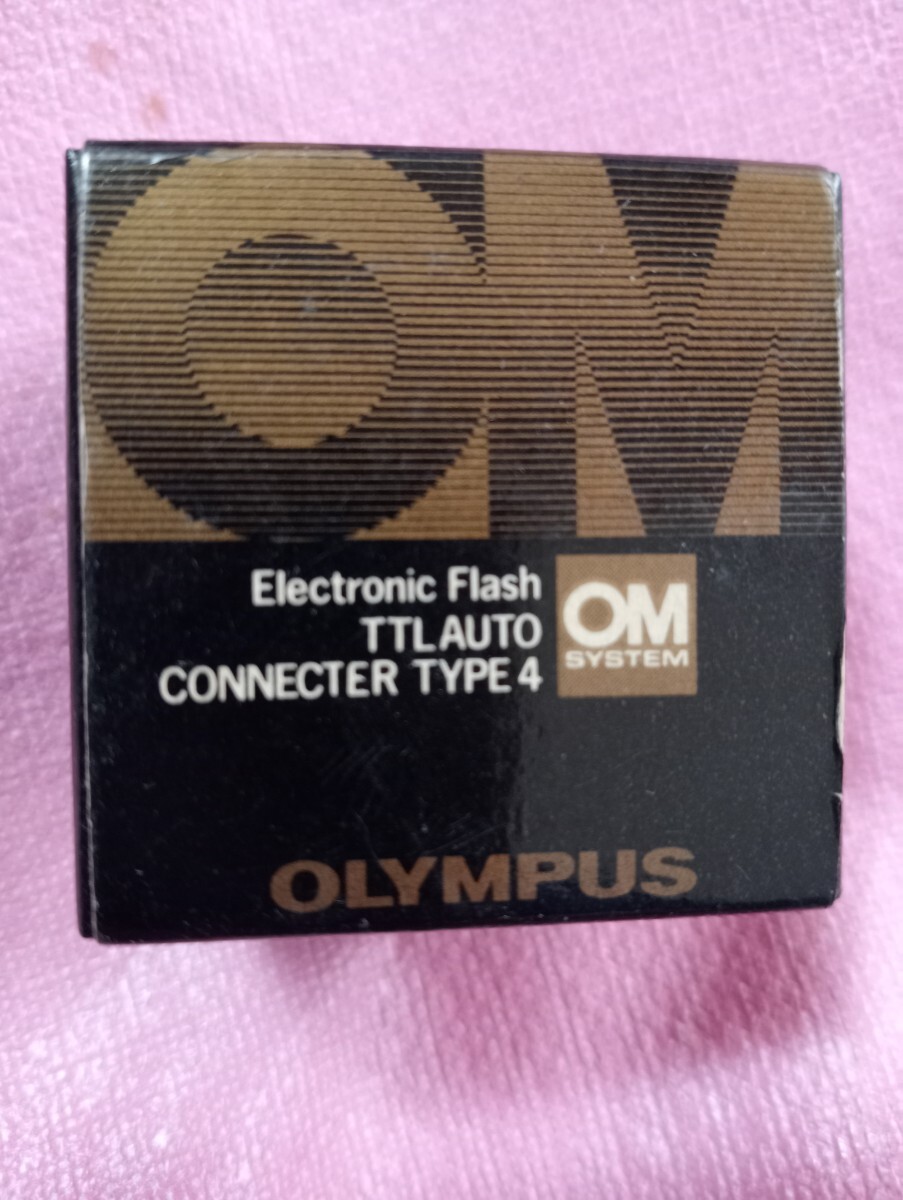 OM
Electronic Flash
TTL AUTO
CONNECTER TYPE 4
OM
SYSTEM
OLYMPUS